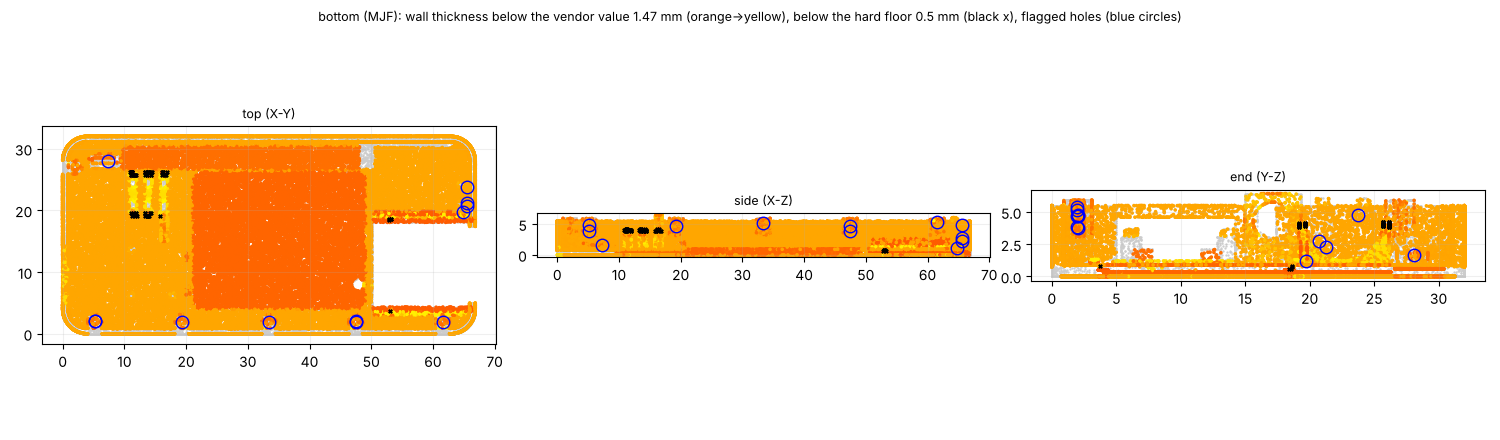 bottom (MJF): wall thickness below the vendor value 1.47 mm (orange→yellow), below the hard floor 0.5 mm (black x), flagged holes (blue circles)
top (X-Y)
30
20
10
0
0 10 20 30 40 50 60 70
side (X-Z)
5
0
0 10 20 30 40 50 60 70
end (Y-Z)
5.0
2.5
0.0
0 5 10 15 20 25 30